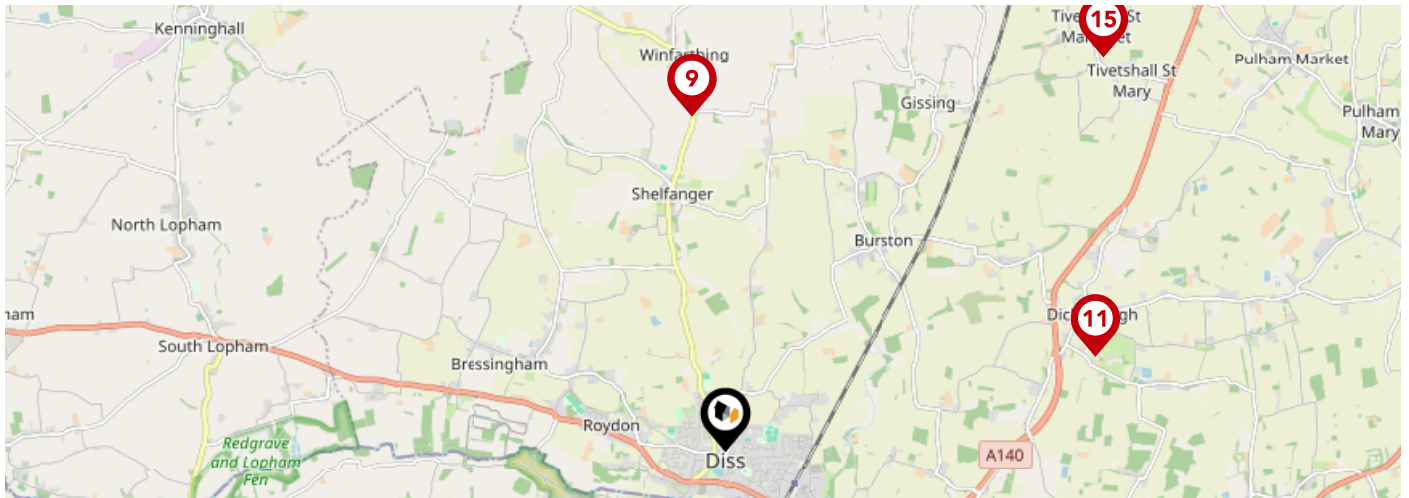 Kenninghall
15
Winfarthing
9
Pulham Market
Tivetshall St
Mary
Gissing
Pulham
Mary
Shelfanger
North Lopham
Burston
11
South Lopham
Bressingham
Roydon
Redgrave
and Lopham
Fen
Diss
A140